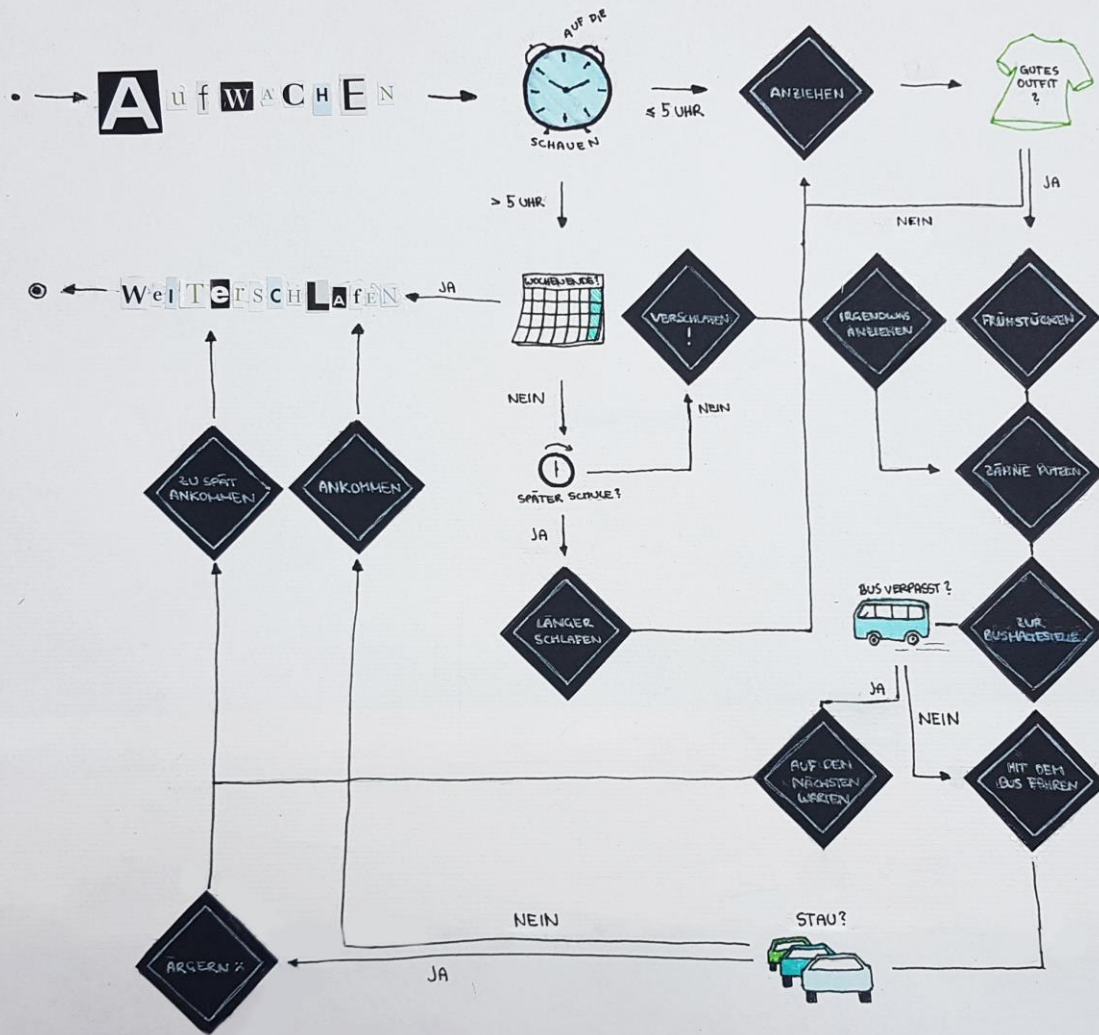 AufWACHEN
AUF DIE
SCHAUEN
≤ 5 UHR
ANZIEHEN
GUTES
OUTFIT
?
JA
NEIN
> 5 UHR
WeITerSCHLAfEN
JA
WOCHENENDE!
VERSCHLAFEN
!
IRGENDWAS
ANZIEHEN
FRÜHSTÜCKEN
NEIN
NEIN
ZU SPÄT
ANKOMMEN
ANKOMMEN
SPÄTER SCHULE?
ZÄHNE PUTZEN
JA
LÄNGER
SCHLAFEN
BUS VERPASST?
ZUR
BUSHALTESTELLE
JA
NEIN
AUF DEN
NÄCHSTEN
WARTEN
MIT DEM
BUS FAHREN
NEIN
STAU?
ÄRGERN
JA